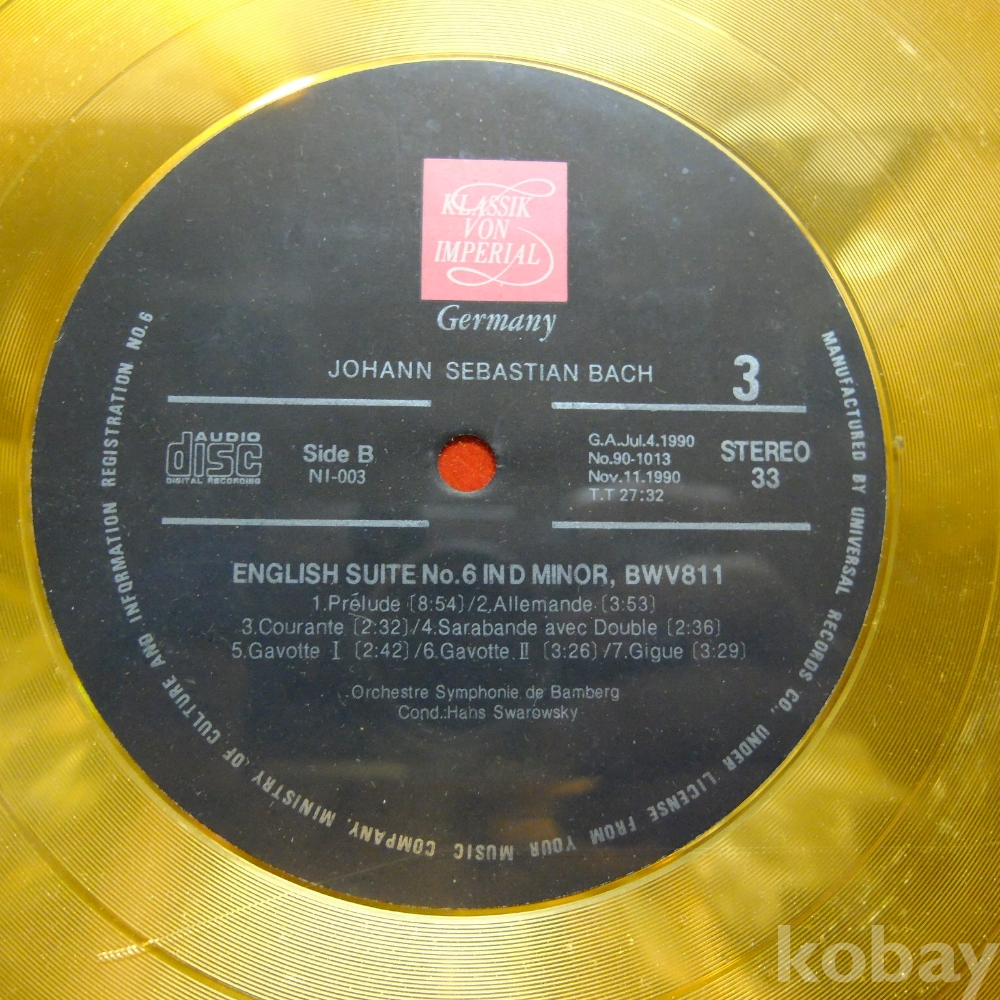 KLASSIK
VON
IMPERIAL
Germany
JOHANN SEBASTIAN BACH
3
AUDIO
disc
DIGITAL RECORDING
Side B
NI-003
G.A.Jul.4.1990
No.90-1013
Nov.11.1990
T.T 27:32
STEREO
33
ENGLISH SUITE No.6 IN D MINOR, BWV811
1.Prélude (8:54)/2.Allemande (3:53)
3.Courante (2:32)/4.Sarabande avec Double (2:36)
5.Gavotte Ⅰ (2:42)/6.Gavotte Ⅱ (3:26)/7.Gigue (3:29)
Orchestre Symphonie de Bamberg
Cond.:Hans Swarowsky
MANUFACTURED BY UNIVERSAL RECORDS CO., UNDER LICENSE FROM YOUR MUSIC COMPANY, MINISTRY OF CULTURE AND INFORMATION REGISTRATION NO.6
kobay